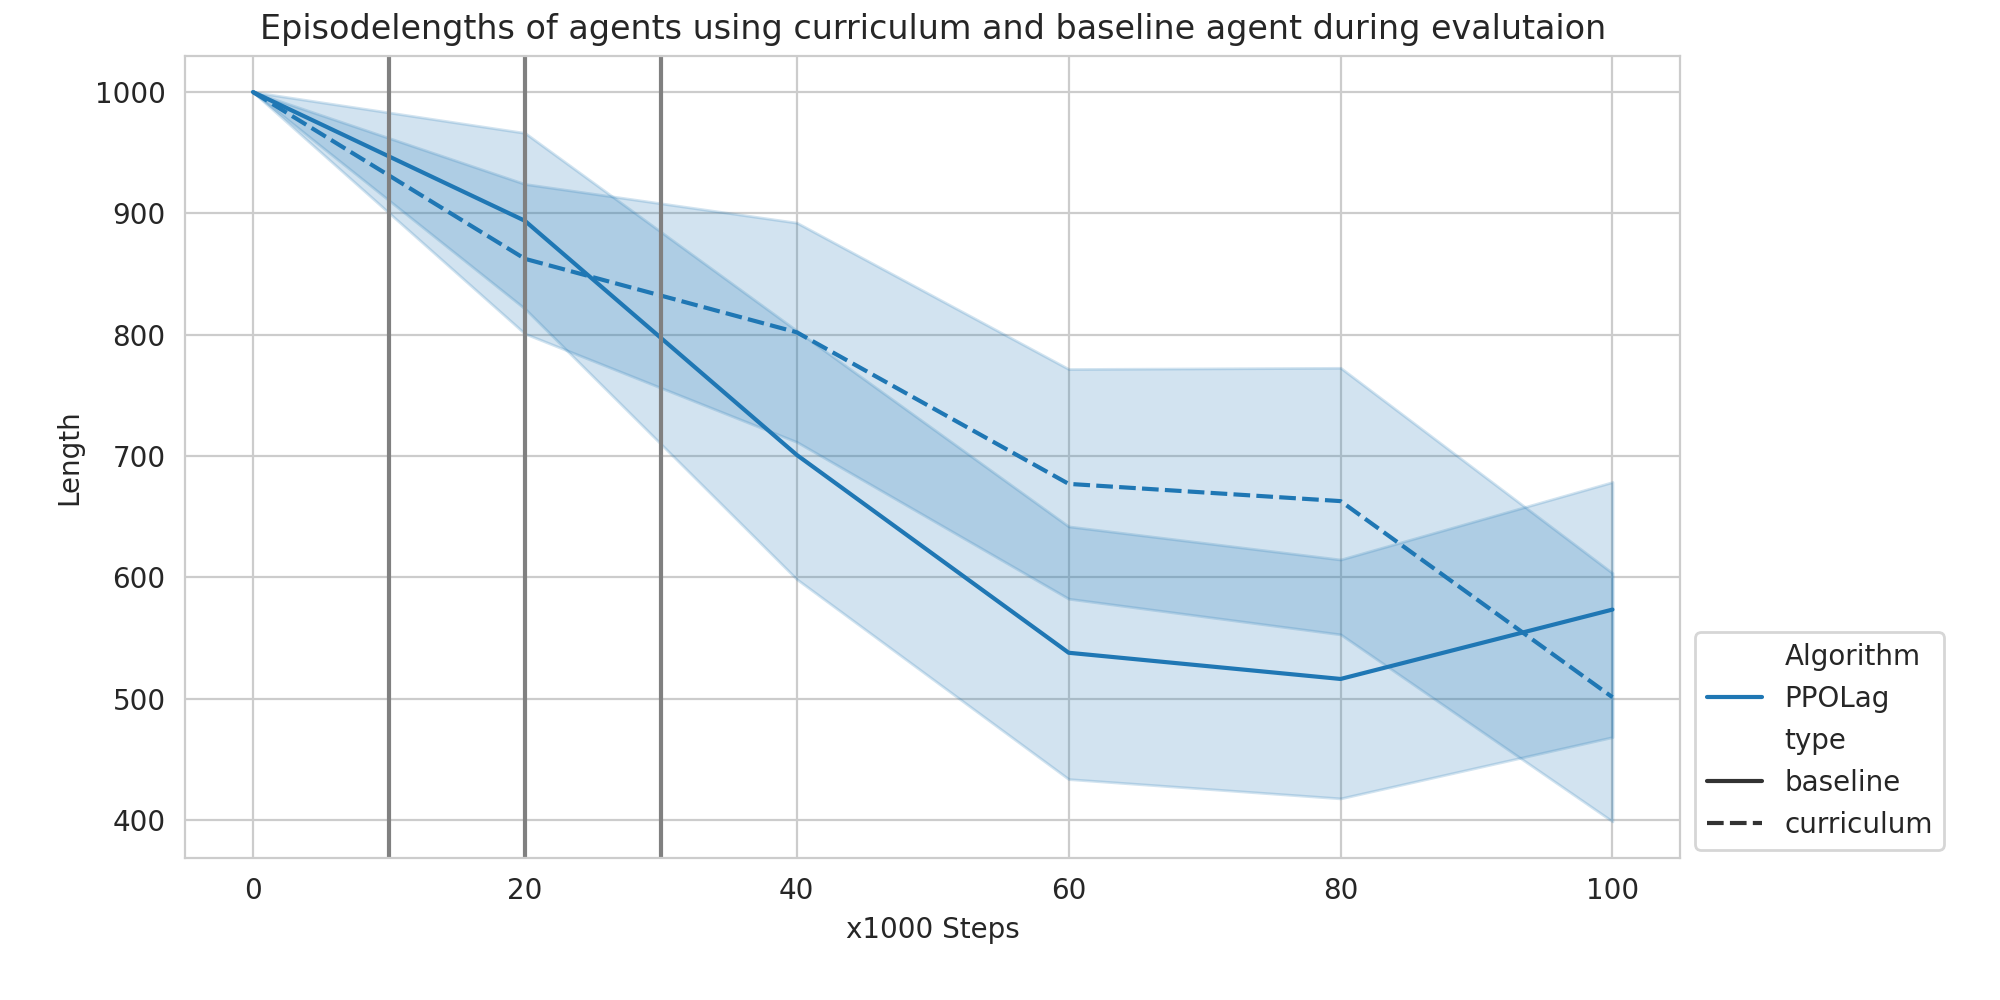 Episodelengths of agents using curriculum and baseline agent during evalutaion
1000
900
800
700
600
500
400
Length
0 20 40 60 80 100
x1000 Steps
Algorithm
PPOLag
type
baseline
curriculum